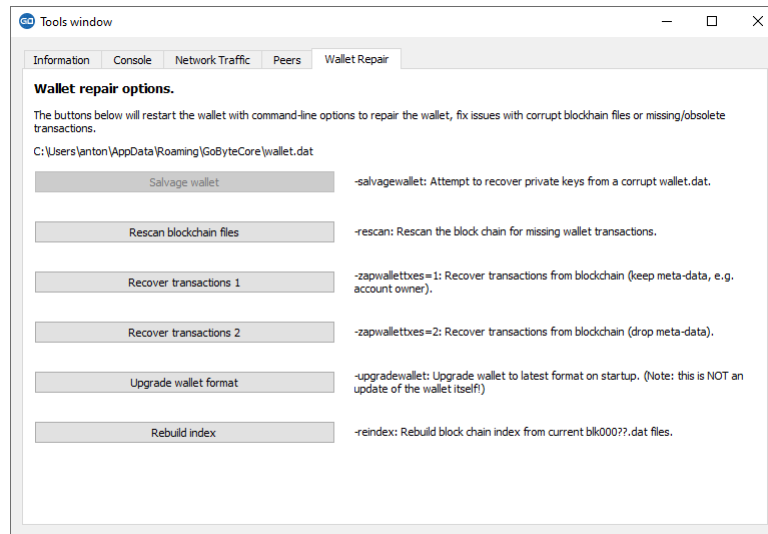 GO Tools window
Information Console Network Traffic Peers Wallet Repair
Wallet repair options.
The buttons below will restart the wallet with command-line options to repair the wallet, fix issues with corrupt blockhain files or missing/obsolete
transactions.
C:\Users\anton\AppData\Roaming\GoByteCore\wallet.dat
Salvage wallet -salvagewallet: Attempt to recover private keys from a corrupt wallet.dat.
Rescan blockchain files -rescan: Rescan the block chain for missing wallet transactions.
Recover transactions 1 -zapwallettxes=1: Recover transactions from blockchain (keep meta-data, e.g.
account owner).
Recover transactions 2 -zapwallettxes=2: Recover transactions from blockchain (drop meta-data).
Upgrade wallet format -upgradewallet: Upgrade wallet to latest format on startup. (Note: this is NOT an
update of the wallet itself!)
Rebuild index -reindex: Rebuild block chain index from current blk000??.dat files.